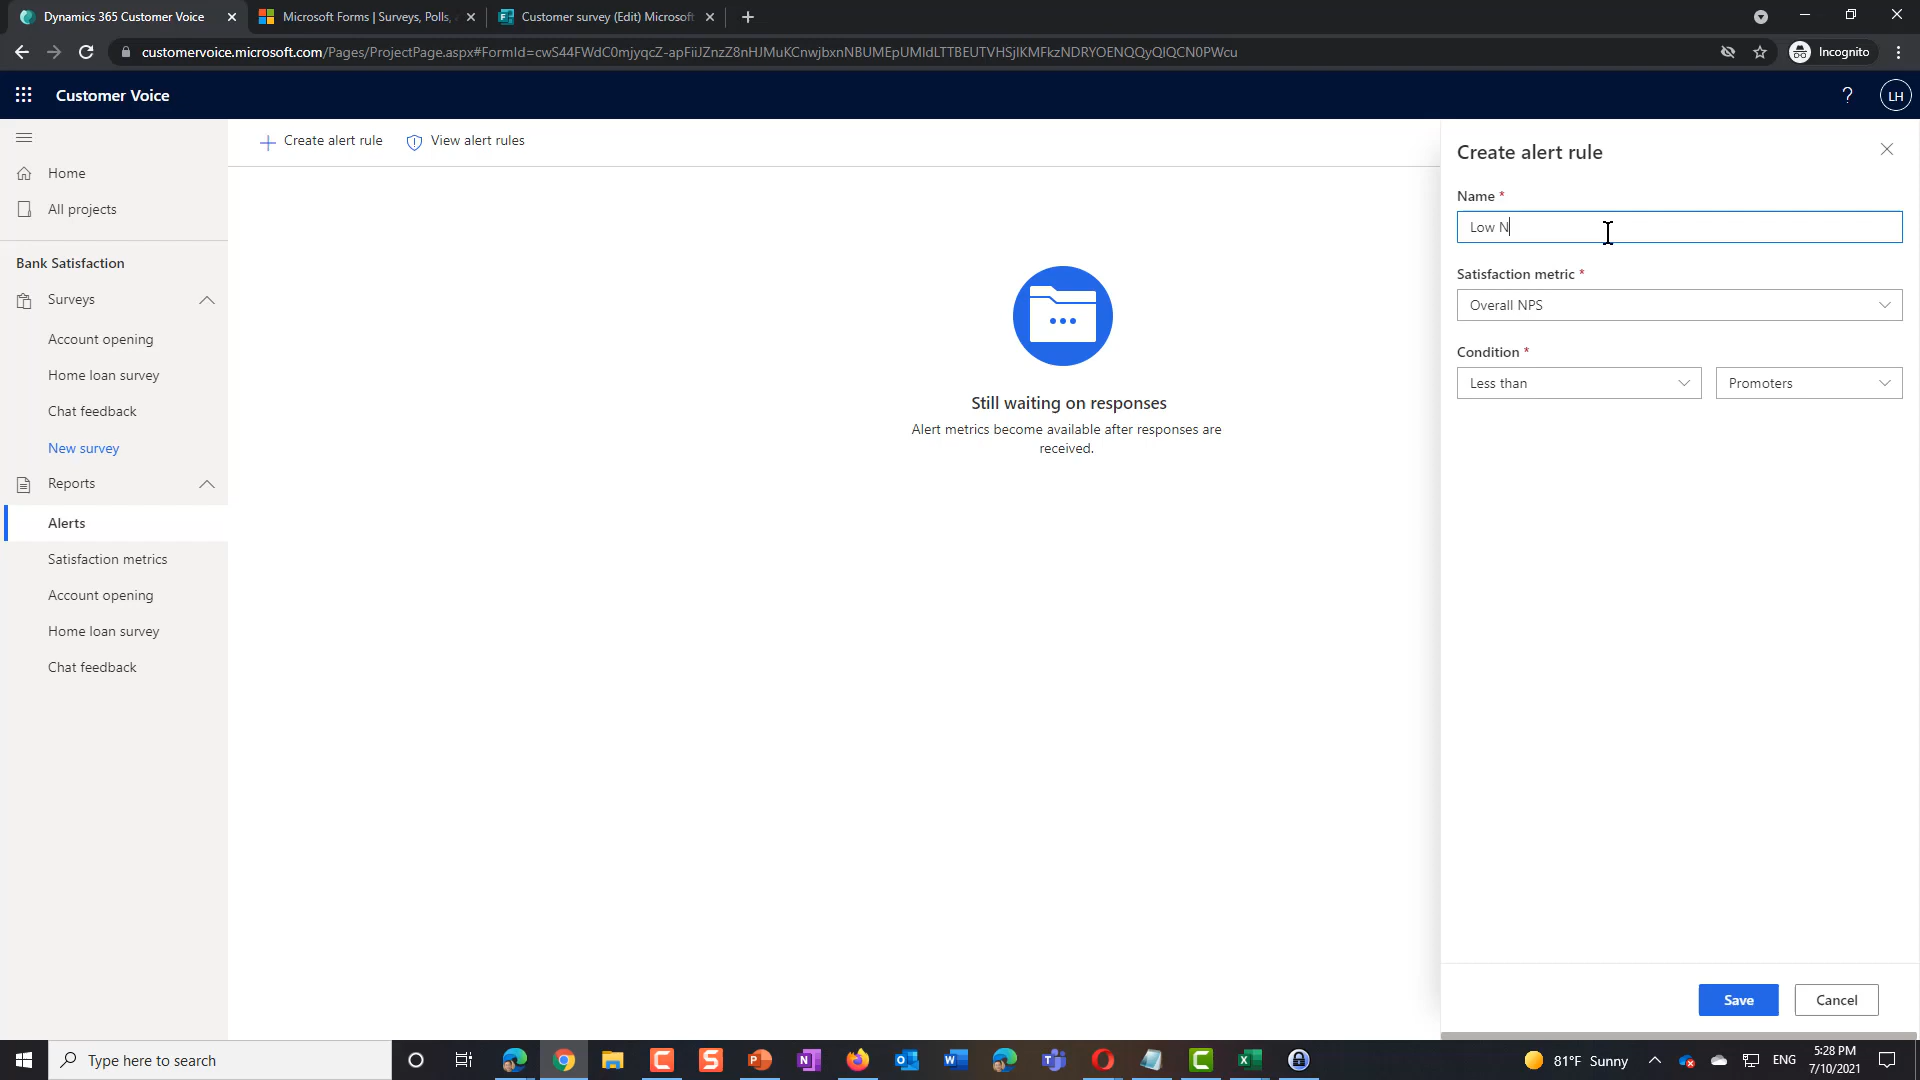 Dynamics 365 Customer Voice
Microsoft Forms | Surveys, Polls,
Customer survey (Edit) Microsoft
customervoice.microsoft.com/Pages/ProjectPage.aspx#FormId=cwS44FWdC0mjyqcZ-apFiiJZnzZ8nHJMuKCnwjbxnNBUMEpUMldLTTBEUTVHSjlKMFkzNDRYOENQQyQlQCN0PWcu
Incognito
Customer Voice
?
LH
Home
All projects
Bank Satisfaction
Surveys
Account opening
Home loan survey
Chat feedback
New survey
Reports
Alerts
Satisfaction metrics
Account opening
Home loan survey
Chat feedback
Create alert rule
View alert rules
Still waiting on responses
Alert metrics become available after responses are
received.
Create alert rule
Name *
Low N
Satisfaction metric *
Overall NPS
Condition *
Less than
Promoters
Save
Cancel
Type here to search
81°F Sunny
ENG
5:28 PM
7/10/2021